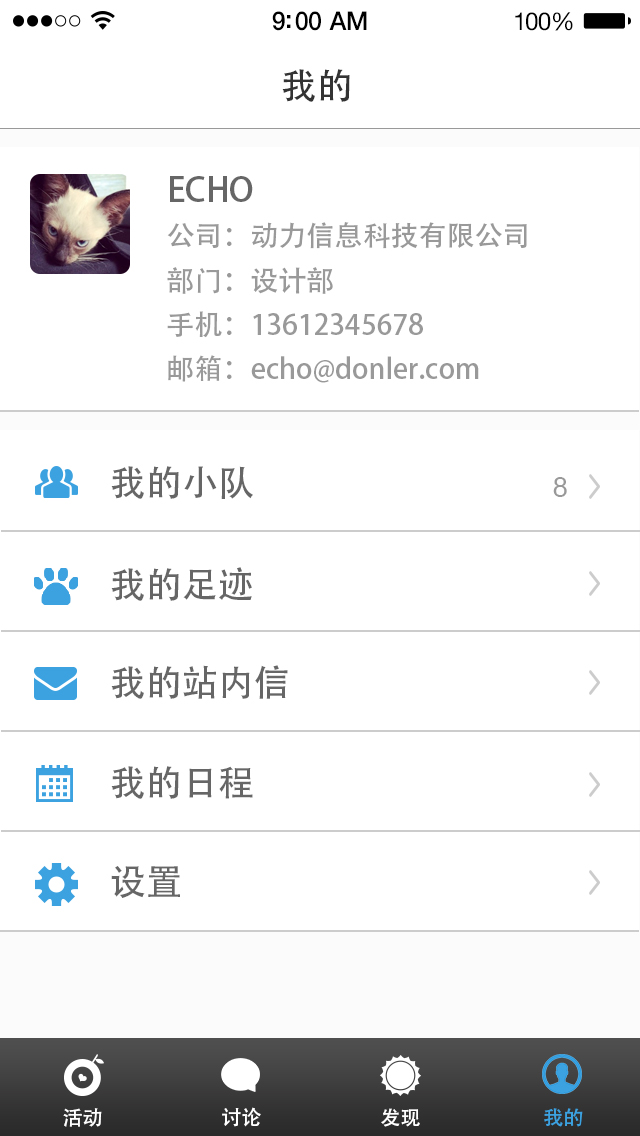 9:00 AM 100%
我的
ECHO
公司：动力信息科技有限公司
部门：设计部
手机：13612345678
邮箱：echo@donler.com
我的小队 8
我的足迹
我的站内信
我的日程
设置
活动 讨论 发现 我的